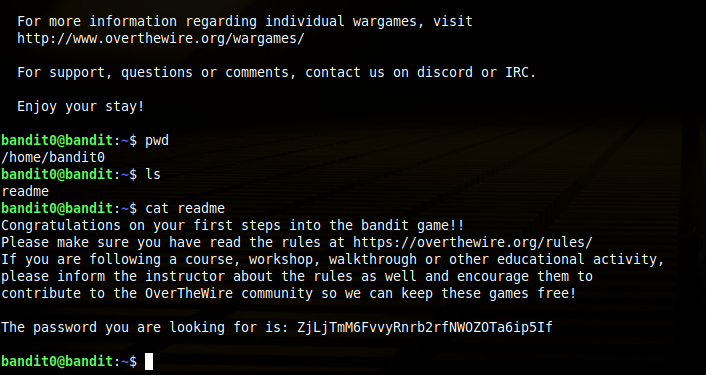 For more information regarding individual wargames, visit
http://www.overthewire.org/wargames/
For support, questions or comments, contact us on discord or IRC.
Enjoy your stay!
bandit0@bandit:~$ pwd
/home/bandit0
bandit0@bandit:~$ ls
readme
bandit0@bandit:~$ cat readme
Congratulations on your first steps into the bandit game!!
Please make sure you have read the rules at https://overthewire.org/rules/
If you are following a course, workshop, walkthrough or other educational activity,
please inform the instructor about the rules as well and encourage them to
contribute to the OverTheWire community so we can keep these games free!
The password you are looking for is: ZjLjTmM6FvvyRnrb2rfNWOZOTa6ip5If
bandit0@bandit:~$